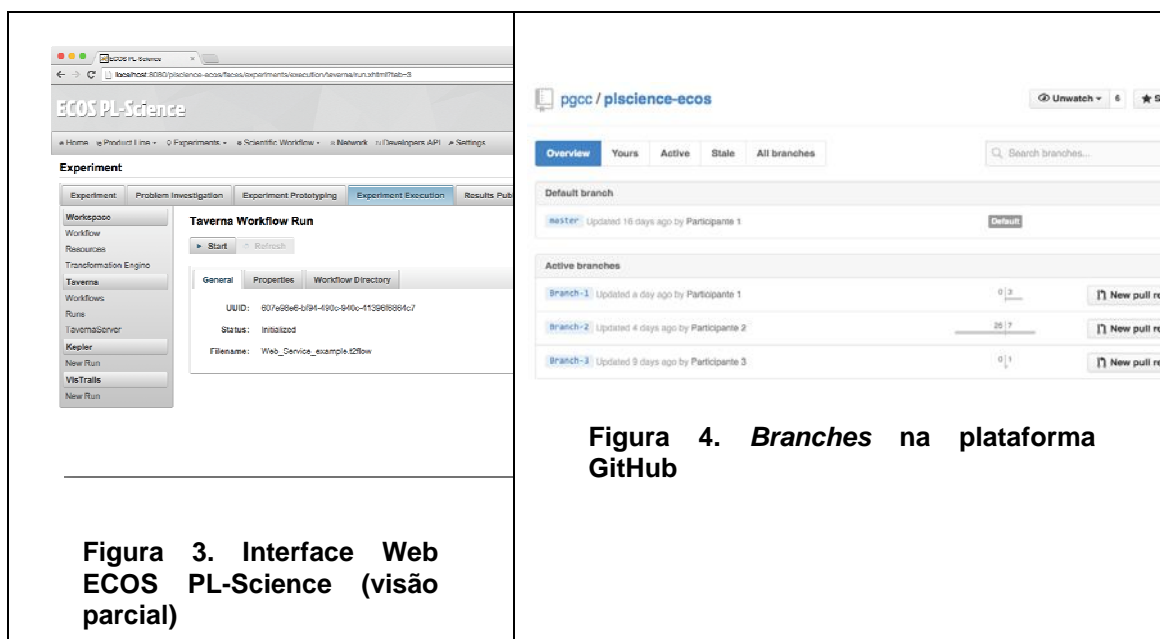 ECOS PL-Science
localhost:8080/plscience-ecos/faces/experiments/execution/taverna/run.xhtml?tab=3
ECOS PL-Science
Home Product Line Experiments Scientific Workflow Network Developers API Settings
Experiment
Experiment Problem Investigation Experiment Prototyping Experiment Execution Results Pub
Workspace
Workflow
Resources
Transformation Engine
Taverna
Workflows
Runs
TavernaServer
Kepler
New Run
VisTrails
New Run
Taverna Workflow Run
Start Refresh
General Properties Workflow Directory
UUID:
Status: Initialized
Filename: Web_Service_example.t2flow
Figura 3. Interface Web
ECOS PL-Science (visão
parcial)
pgcc / plscience-ecos
Unwatch 6 S
Overview Yours Active Stale All branches
Search branches...
Default branch
master Updated 16 days ago by Participante 1 Default
Active branches
Branch-1 Updated a day ago by Participante 1 0 3 New pull re
Branch-2 Updated 4 days ago by Participante 2 26 7 New pull re
Branch-3 Updated 9 days ago by Participante 3 0 1 New pull re
Figura 4. Branches na plataforma
GitHub